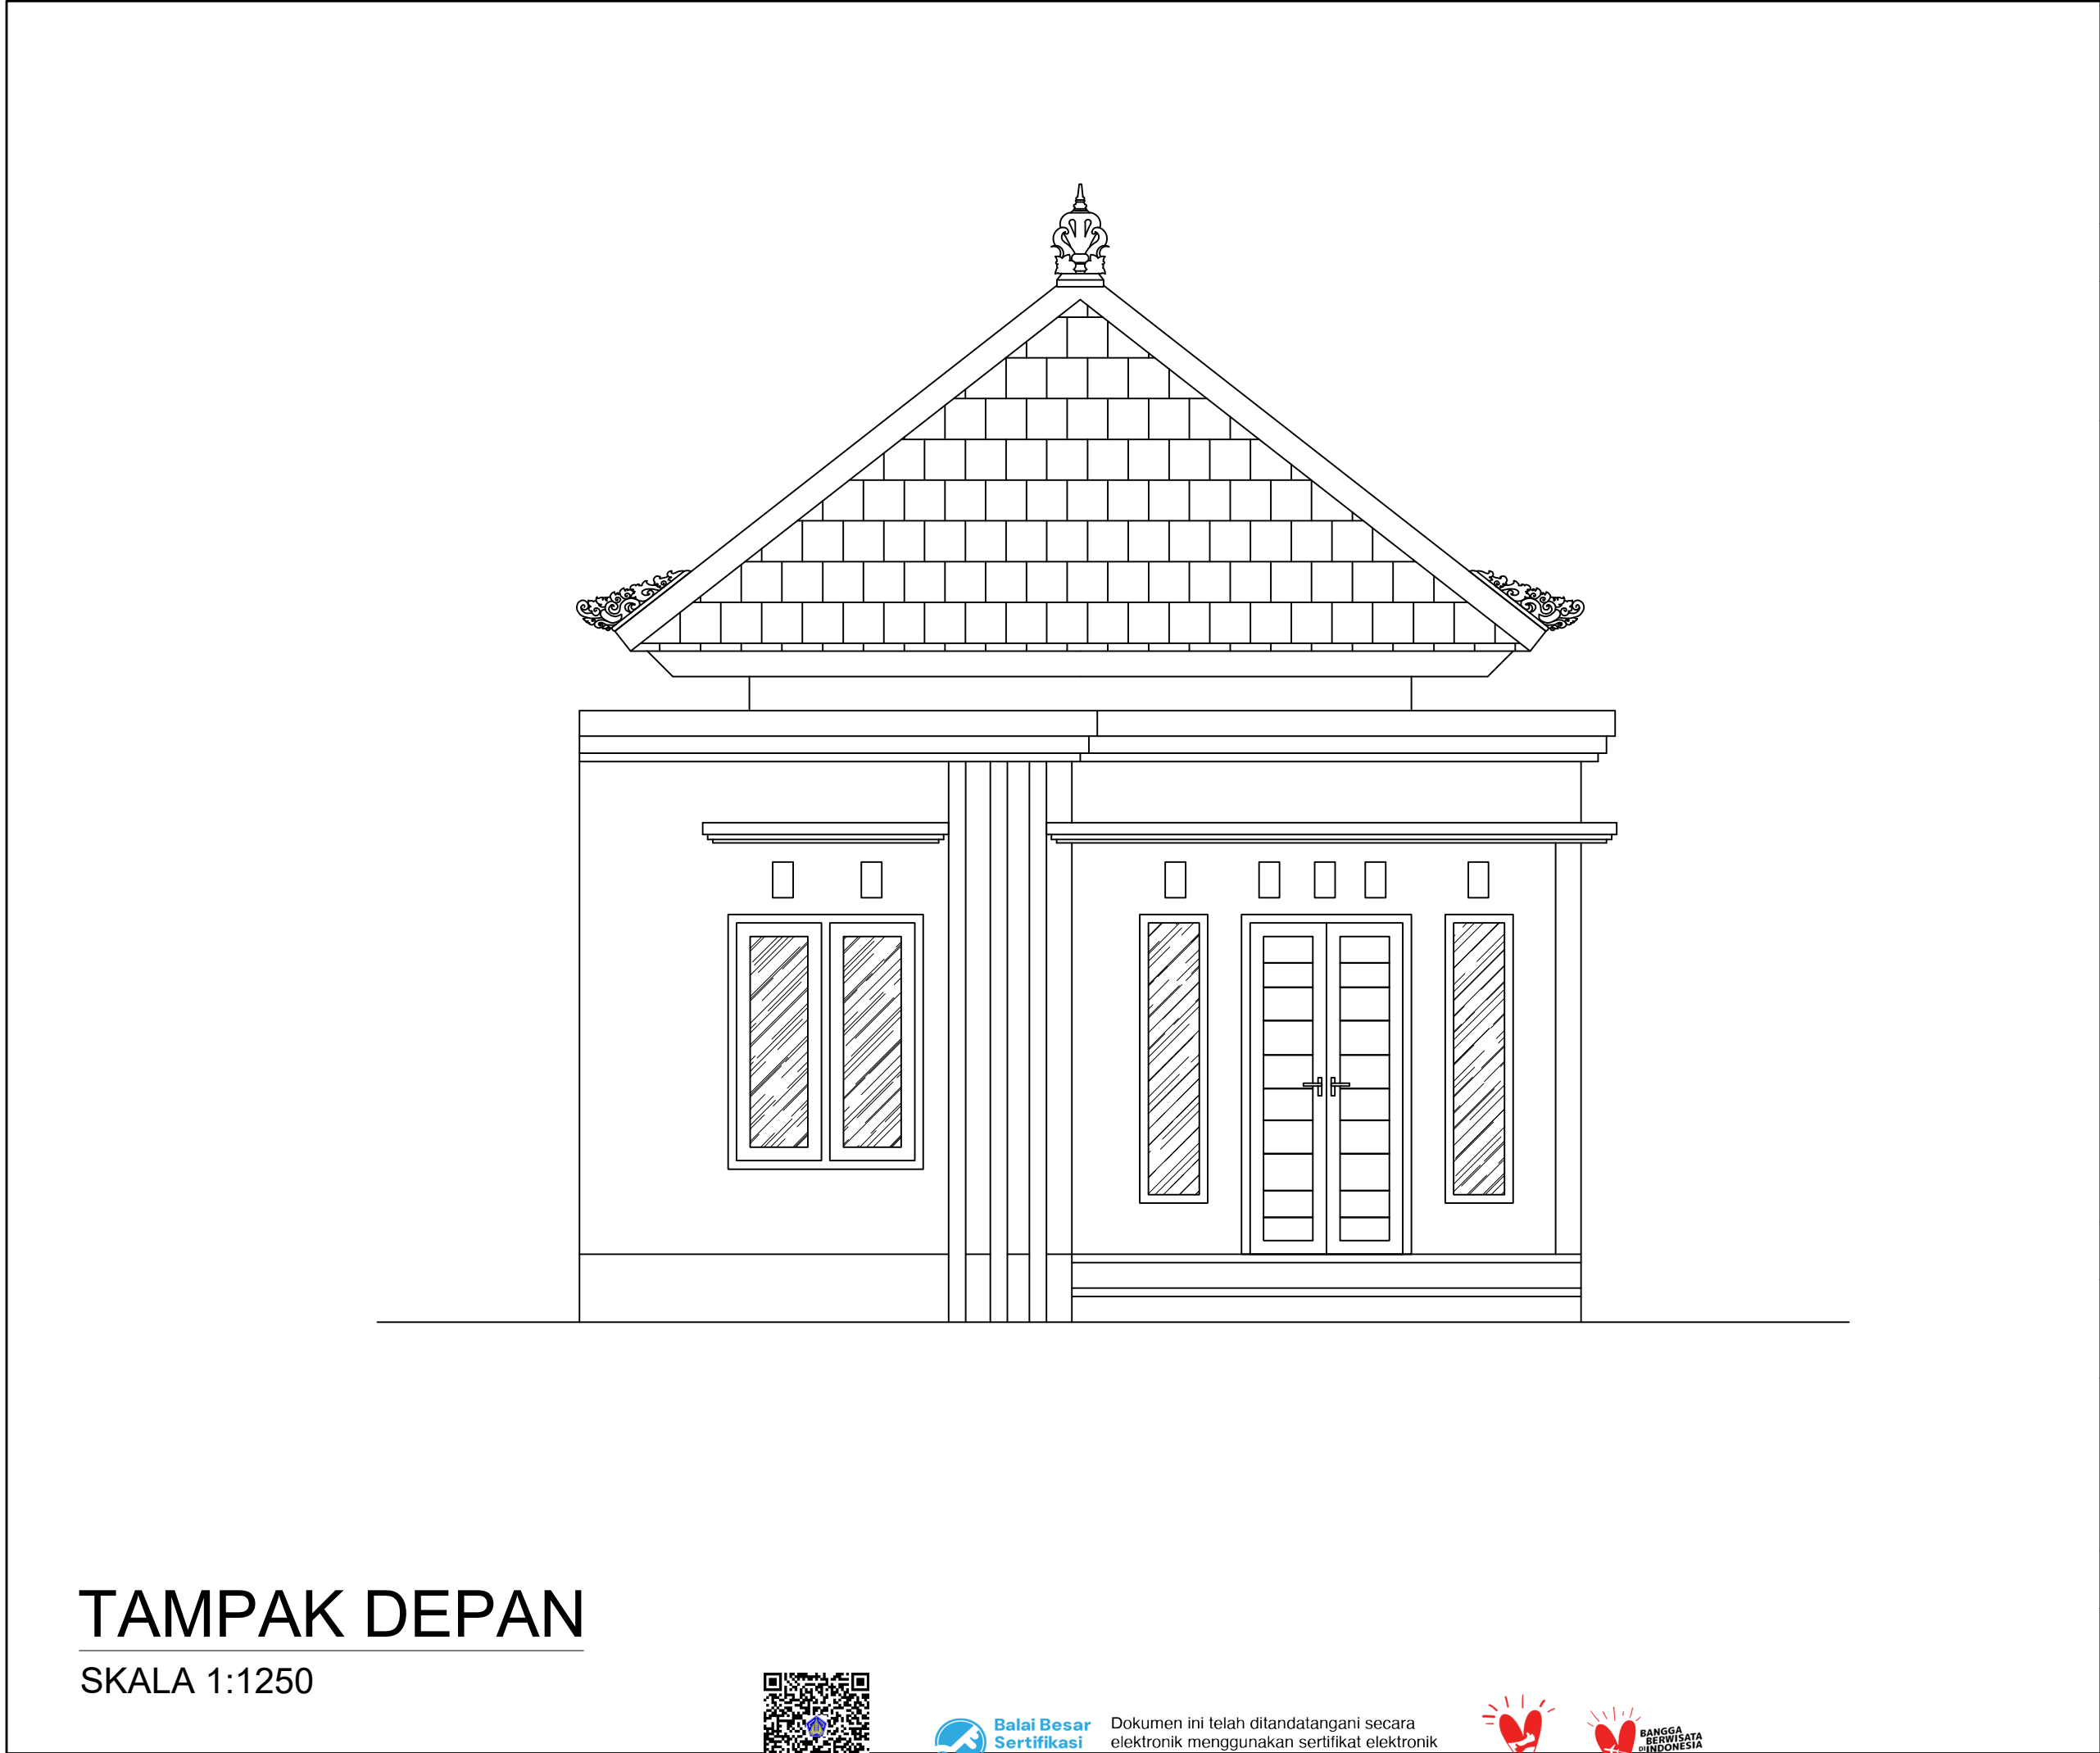 TAMPAK DEPAN
SKALA 1:1250
Balai Besar
Sertifikasi
Dokumen ini telah ditandatangani secara
elektronik menggunakan sertifikat elektronik
BANGGA
BERWISATA
DI INDONESIA